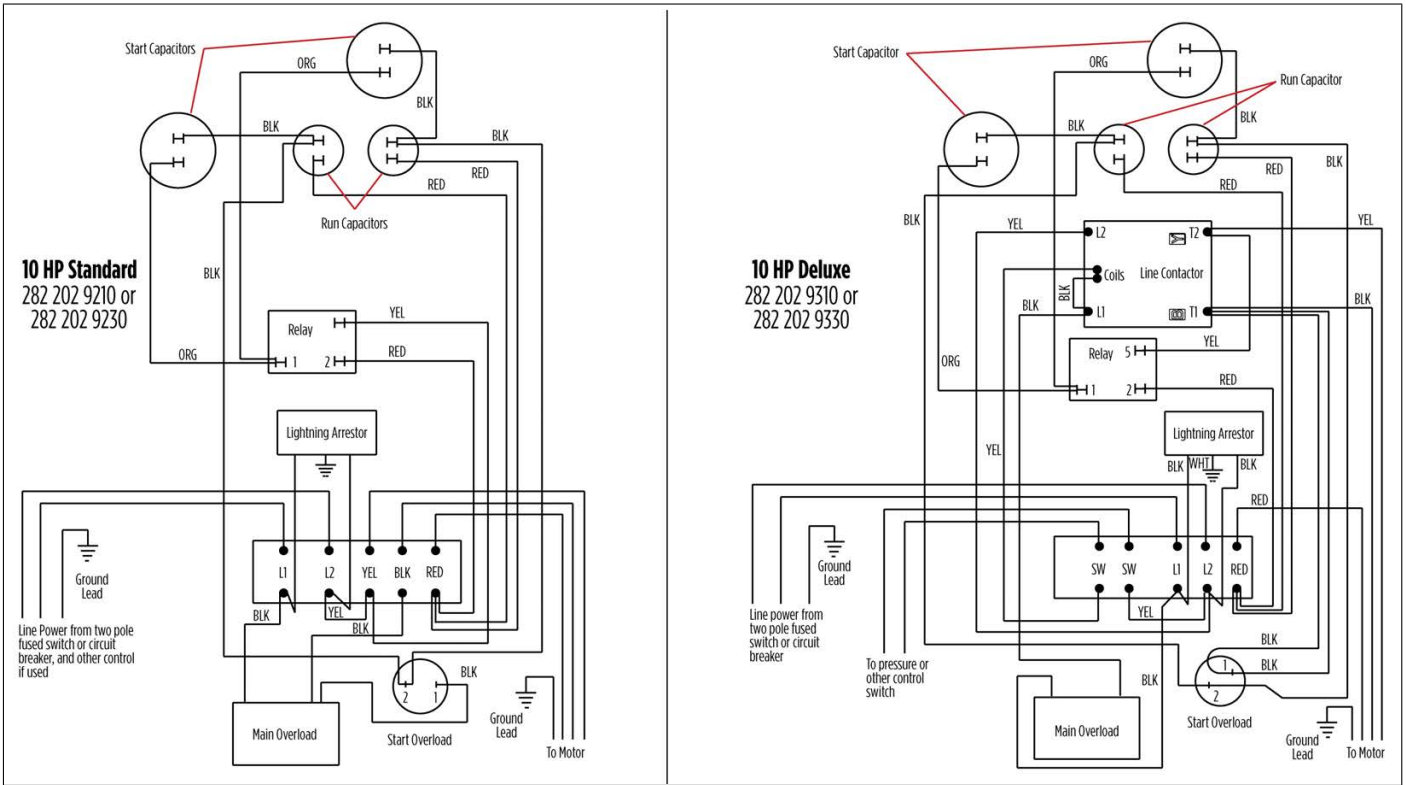 Start Capacitors
ORG
BLK
BLK
BLK
RED
RED
Run Capacitors
10 HP Standard
282 202 9210 or
282 202 9230
BLK
Relay
YEL
ORG
1
2
RED
Lightning Arrestor
Ground
Lead
L1
L2
YEL
BLK
RED
BLK
YEL
BLK
Line Power from two pole
fused switch or circuit
breaker, and other control
if used
2
1
BLK
Main Overload
Start Overload
Ground
Lead
To Motor
Start Capacitor
ORG
Run Capacitor
BLK
BLK
BLK
RED
RED
BLK
YEL
L2
T2
YEL
10 HP Deluxe
282 202 9310 or
282 202 9330
Coils
Line Contactor
BLK
BLK
L1
T1
BLK
YEL
Relay
5
ORG
1
2
RED
Lightning Arrestor
YEL
BLK
WHT
BLK
RED
Ground
Lead
SW
SW
L1
L2
RED
YEL
Line power from
two pole fused
switch or circuit
breaker
To pressure or
other control
switch
BLK
BLK
BLK
1
2
Start Overload
Main Overload
Ground
Lead
To Motor